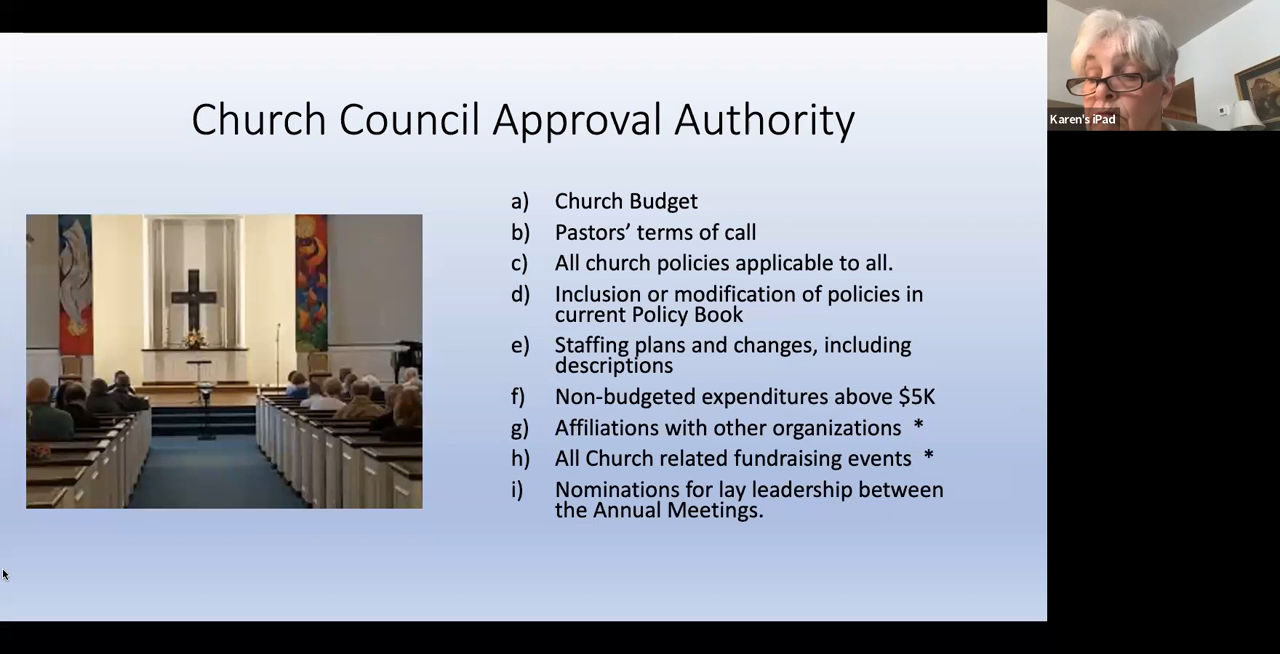 Church Council Approval Authority
Karen's iPad
a) Church Budget
b) Pastors’ terms of call
c) All church policies applicable to all.
d) Inclusion or modification of policies in
current Policy Book
e) Staffing plans and changes, including
descriptions
f) Non-budgeted expenditures above $5K
g) Affiliations with other organizations *
h) All Church related fundraising events *
i) Nominations for lay leadership between
the Annual Meetings.